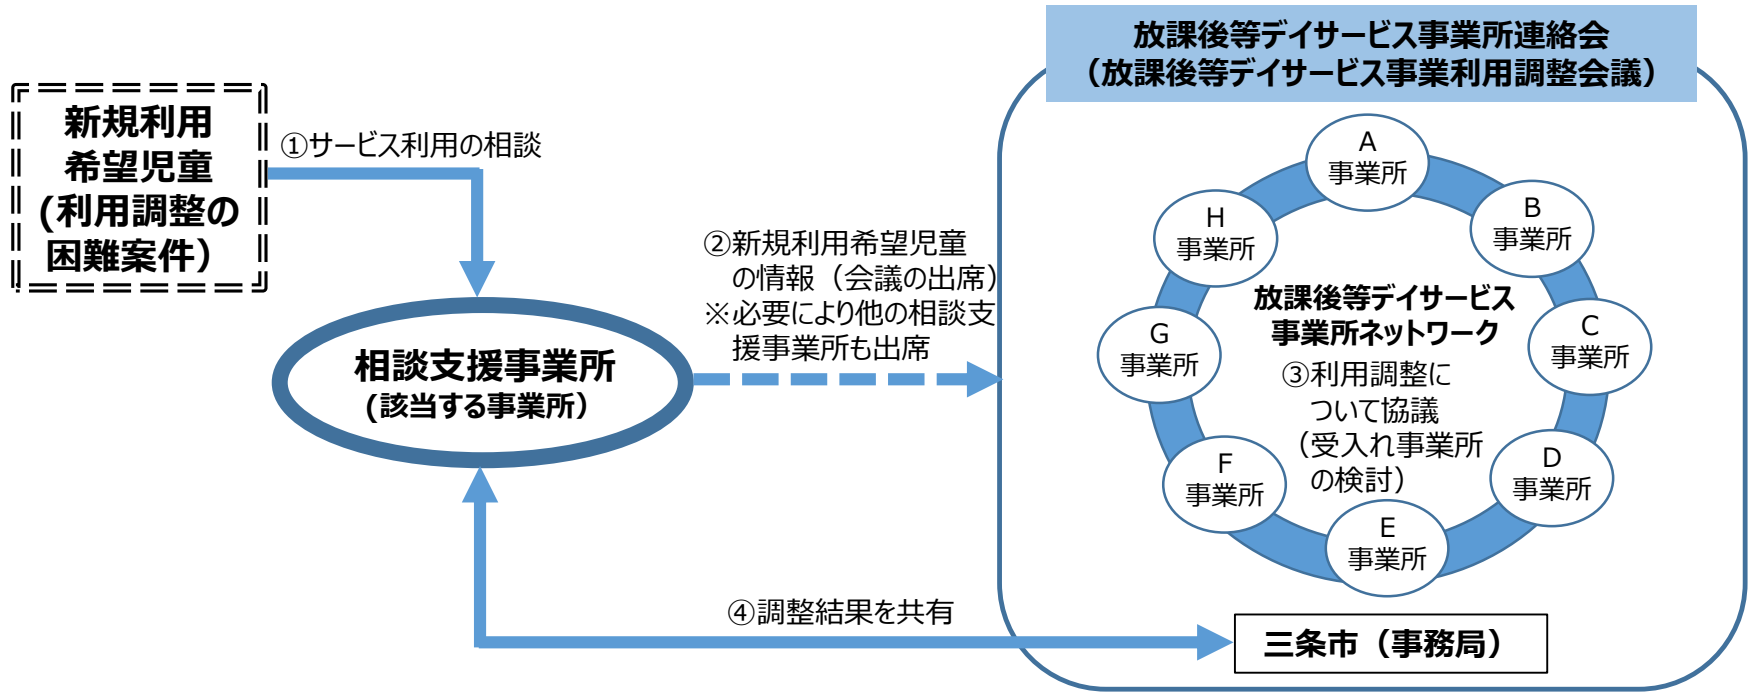 放課後等デイサービス事業所連絡会
（放課後等デイサービス事業利用調整会議）
新規利用
希望児童
(利用調整の
困難案件）
①サービス利用の相談
②新規利用希望児童
の情報（会議の出席）
※必要により他の相談支
援事業所も出席
相談支援事業所
(該当する事業所）
A
事業所
B
事業所
C
事業所
D
事業所
E
事業所
F
事業所
G
事業所
H
事業所
放課後等デイサービス
事業所ネットワーク
③利用調整に
ついて協議
（受入れ事業所
の検討）
④調整結果を共有
三条市（事務局）